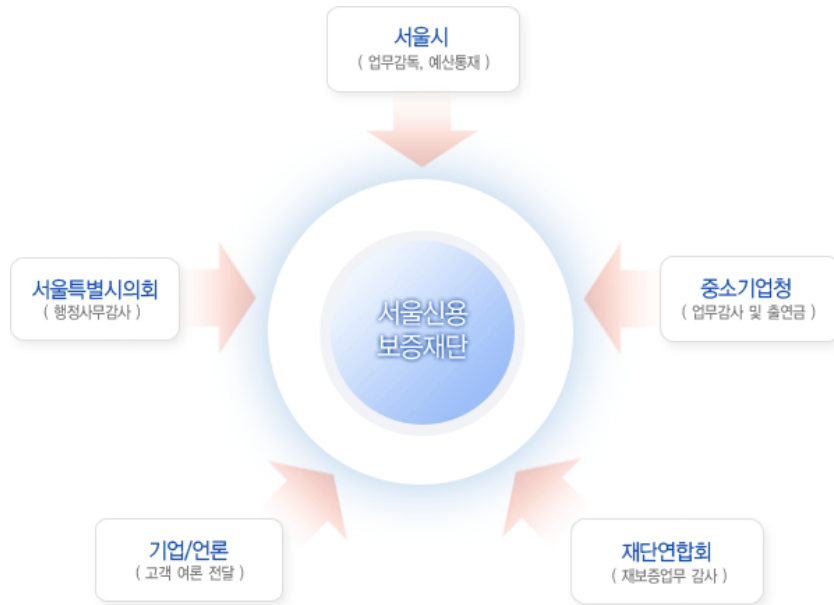 서울시
( 업무감독, 예산통재 )
서울특별시의회
( 행정사무감사 )
중소기업청
( 업무감사 및 출연금 )
서울신용
보증재단
기업/언론
( 고객 여론 전달 )
재단연합회
( 재보증업무 감사 )